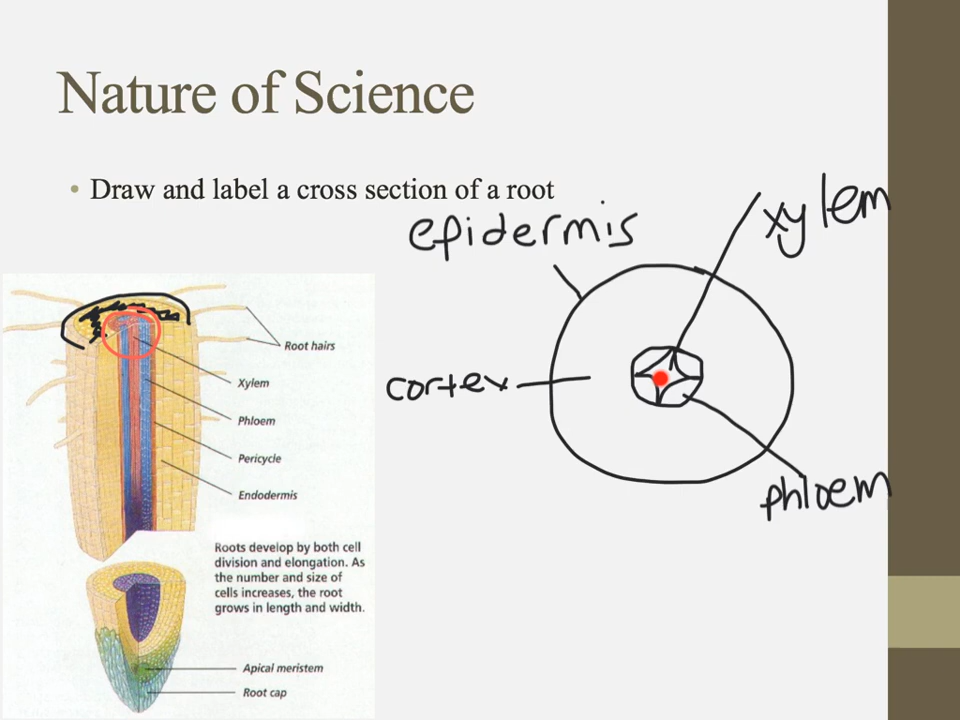 Nature of Science
• Draw and label a cross section of a root
xylem
epidermis
cortex
phloem
Root hairs
Xylem
Phloem
Pericycle
Endodermis
Roots develop by both cell
division and elongation. As
the number and size of
cells increases, the root
grows in length and width.
Apical meristem
Root cap